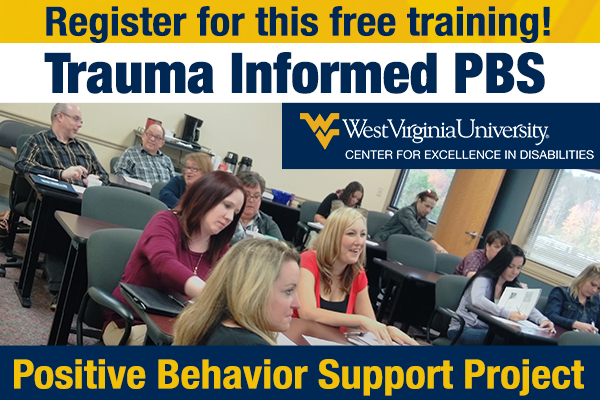 Register for this free training!
Trauma Informed PBS
WestVirginiaUniversity®
CENTER FOR EXCELLENCE IN DISABILITIES
Positive Behavior Support Project